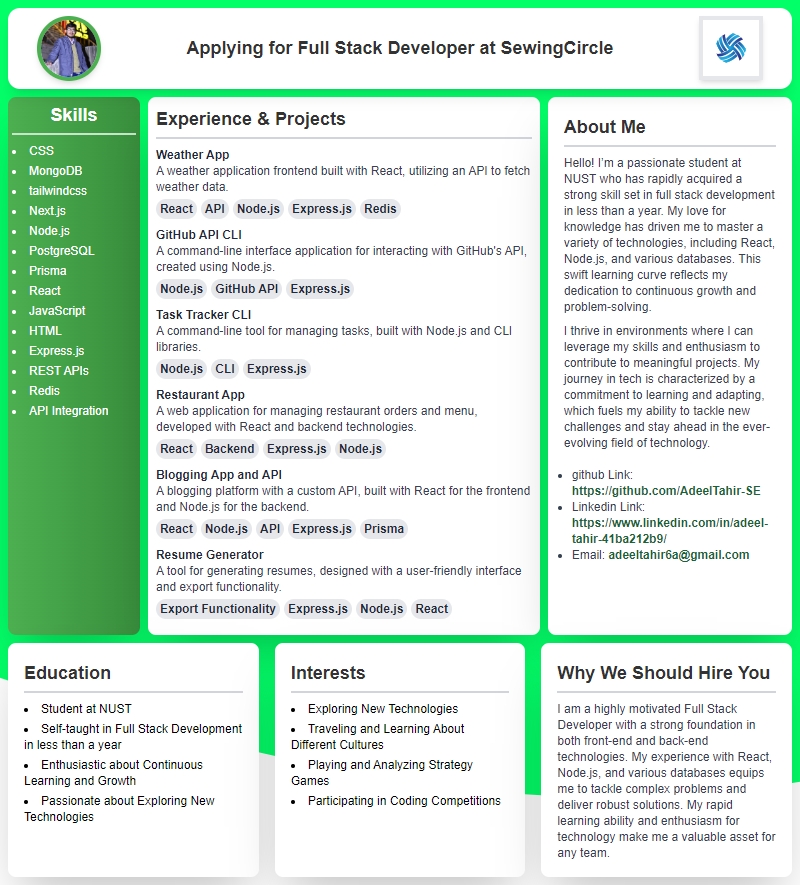 Applying for Full Stack Developer at SewingCircle
Skills
CSS
MongoDB
tailwindcss
Next.js
Node.js
PostgreSQL
Prisma
React
JavaScript
HTML
Express.js
REST APIs
Redis
API Integration
Experience & Projects
Weather App
A weather application frontend built with React, utilizing an API to fetch
weather data.
React API Node.js Express.js Redis
GitHub API CLI
A command-line interface application for interacting with GitHub's API,
created using Node.js.
Node.js GitHub API Express.js
Task Tracker CLI
A command-line tool for managing tasks, built with Node.js and CLI
libraries.
Node.js CLI Express.js
Restaurant App
A web application for managing restaurant orders and menu,
developed with React and backend technologies.
React Backend Express.js Node.js
Blogging App and API
A blogging platform with a custom API, built with React for the frontend
and Node.js for the backend.
React Node.js API Express.js Prisma
Resume Generator
A tool for generating resumes, designed with a user-friendly interface
and export functionality.
Export Functionality Express.js Node.js React
About Me
Hello! I'm a passionate student at
NUST who has rapidly acquired a
strong skill set in full stack development
in less than a year. My love for
knowledge has driven me to master a
variety of technologies, including React,
Node.js, and various databases. This
swift learning curve reflects my
dedication to continuous growth and
problem-solving.
I thrive in environments where I can
leverage my skills and enthusiasm to
contribute to meaningful projects. My
journey in tech is characterized by a
commitment to learning and adapting,
which fuels my ability to tackle new
challenges and stay ahead in the ever-
evolving field of technology.
github Link:
https://github.com/AdeelTahir-SE
Linkedin Link:
https://www.linkedin.com/in/adeel-
tahir-41ba212b9/
Email: adeeltahir6a@gmail.com
Education
Student at NUST
Self-taught in Full Stack Development
in less than a year
Enthusiastic about Continuous
Learning and Growth
Passionate about Exploring New
Technologies
Interests
Exploring New Technologies
Traveling and Learning About
Different Cultures
Playing and Analyzing Strategy
Games
Participating in Coding Competitions
Why We Should Hire You
I am a highly motivated Full Stack
Developer with a strong foundation in
both front-end and back-end
technologies. My experience with React,
Node.js, and various databases equips
me to tackle complex problems and
deliver robust solutions. My rapid
learning ability and enthusiasm for
technology make me a valuable asset for
any team.